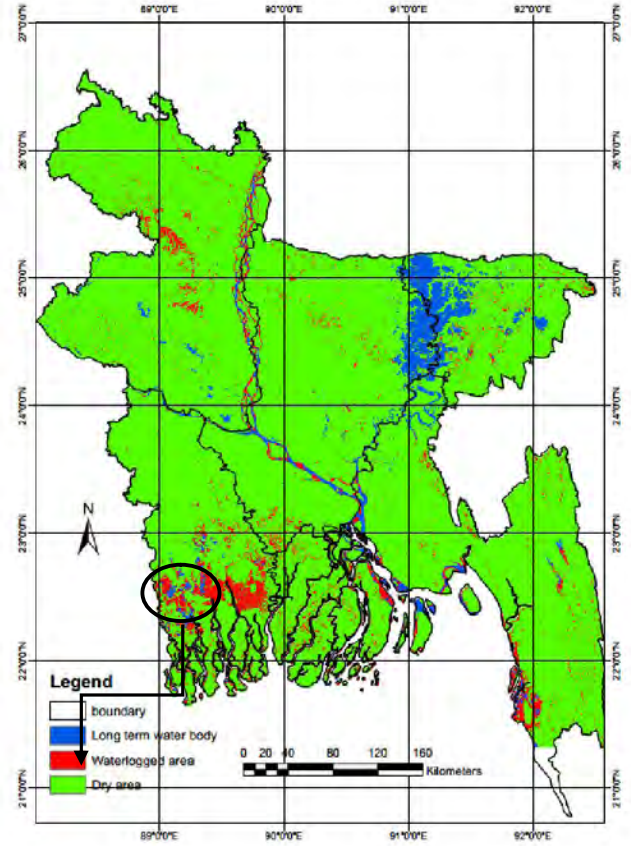 89°0'0"E 90°0'0"E 91°0'0"E 92°0'0"E
27°0'0"N 27°0'0"N
26°0'0"N 26°0'0"N
25°0'0"N 25°0'0"N
24°0'0"N 24°0'0"N
N
23°0'0"N 23°0'0"N
22°0'0"N 22°0'0"N
Legend
boundary
Long term water body
Waterlogged area
Dry area
0 20 40 80 120 160
Kilometers
21°0'0"N 21°0'0"N
89°0'0"E 90°0'0"E 91°0'0"E 92°0'0"E